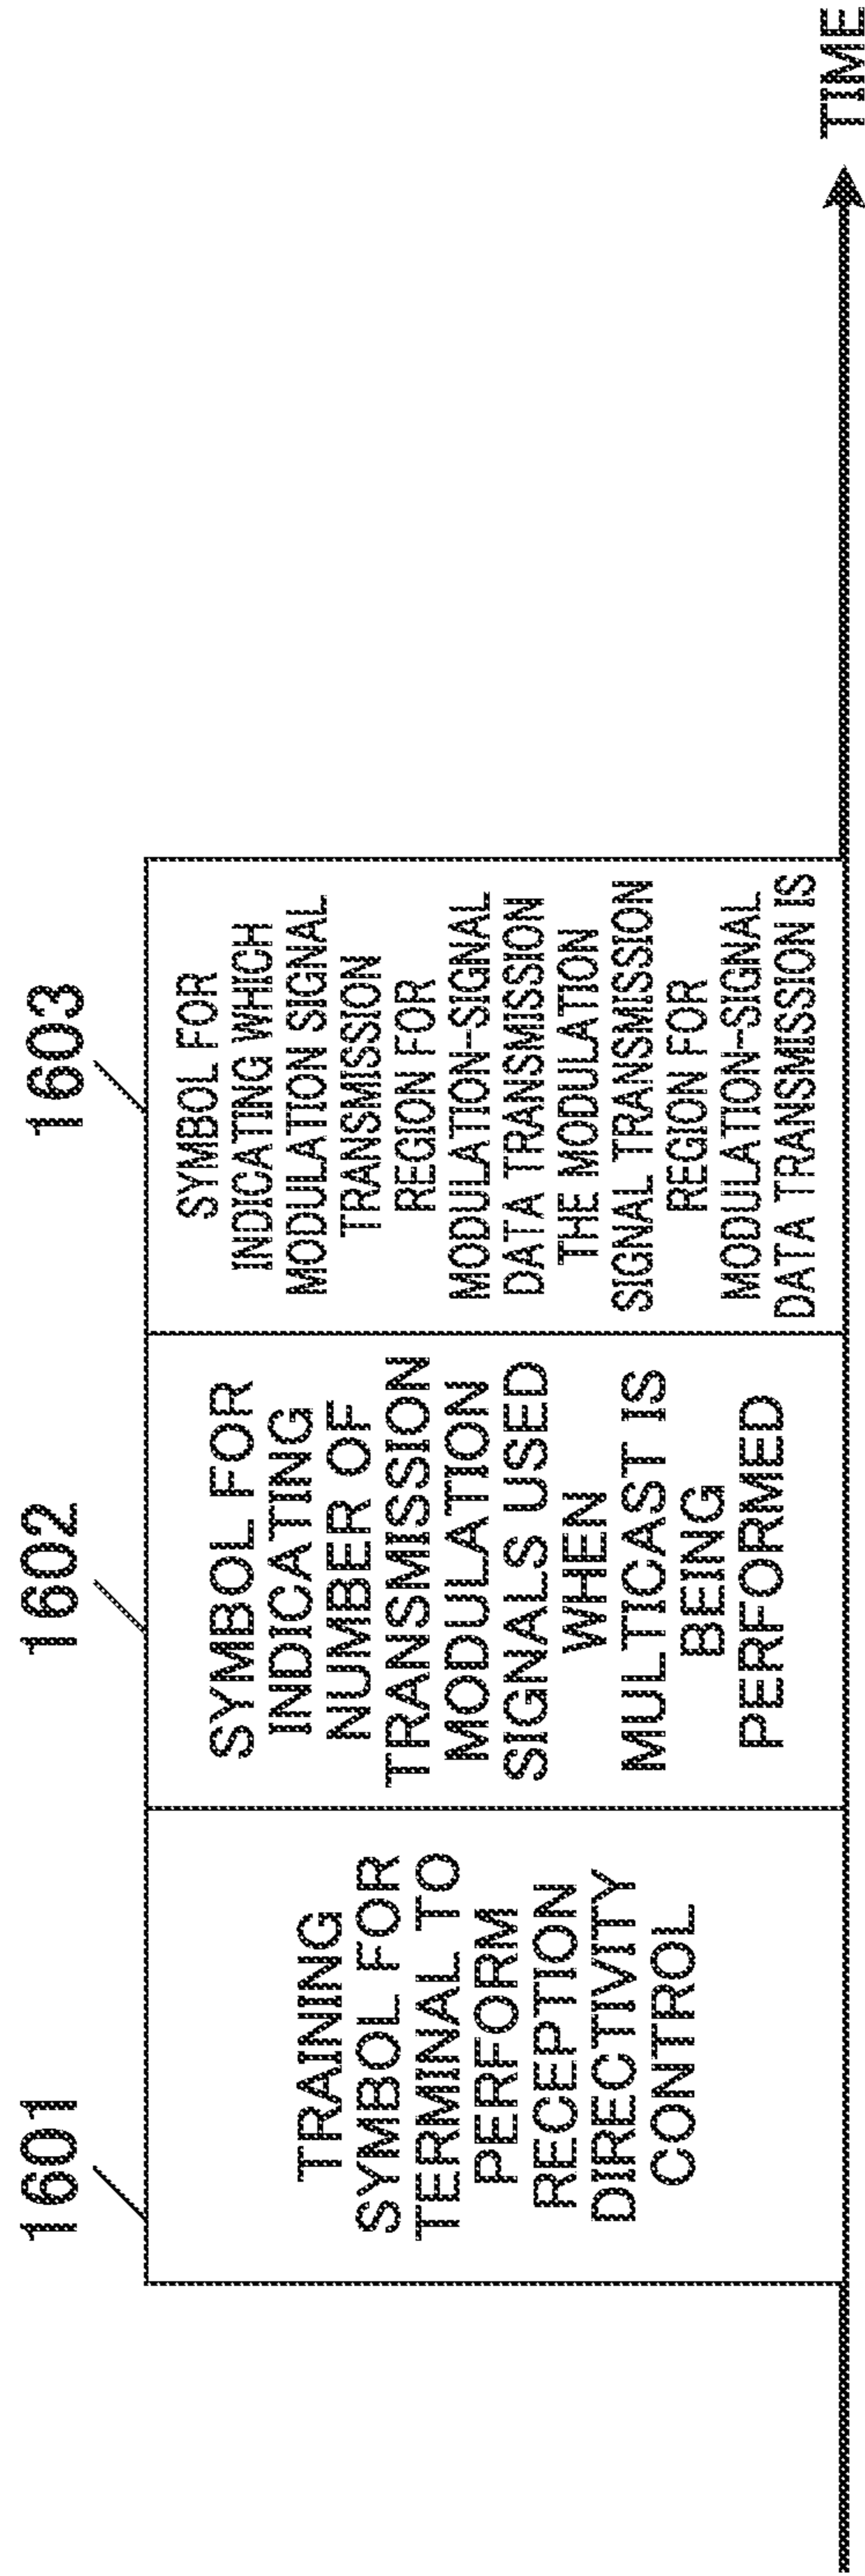 1601
TRAINING
SYMBOL FOR
TERMINAL TO
PERFORM
RECEPTION
DIRECTIVITY
CONTROL
1602
SYMBOL FOR
INDICATING
NUMBER OF
TRANSMISSION
MODULATION
SIGNALS USED
WHEN
MULTICAST IS
BEING
PERFORMED
1603
SYMBOL FOR
INDICATING WHICH
MODULATION SIGNAL
TRANSMISSION
REGION FOR
MODULATION-SIGNAL
DATA TRANSMISSION
THE MODULATION
SIGNAL TRANSMISSION
REGION FOR
MODULATION-SIGNAL
DATA TRANSMISSION IS
TIME